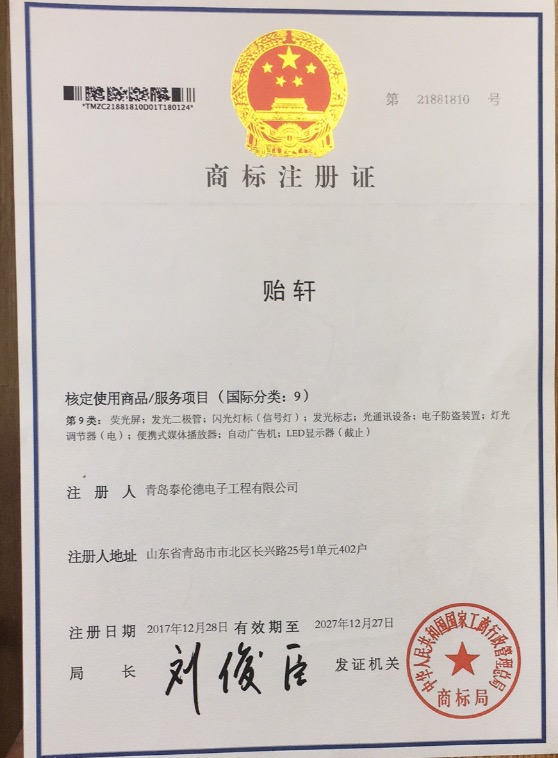 *TMZC21881810D01T180124*
第 21881810 号
商标注册证
贻轩
核定使用商品/服务项目（国际分类：9）
第9类：荧光屏；发光二极管；闪光灯标（信号灯）；发光标志；光通讯设备；电子防盗装置；灯光
调节器（电）；便携式媒体播放器；自动广告机；LED显示器（截止）
注 册 人 青岛泰伦德电子工程有限公司
注册人地址 山东省青岛市市北区长兴路25号1单元402户
注册日期 2017年12月28日 有效期至 2027年12月27日
局 长 刘俊臣 发证机关
中华人民共和国国家工商行政管理总局
商标局